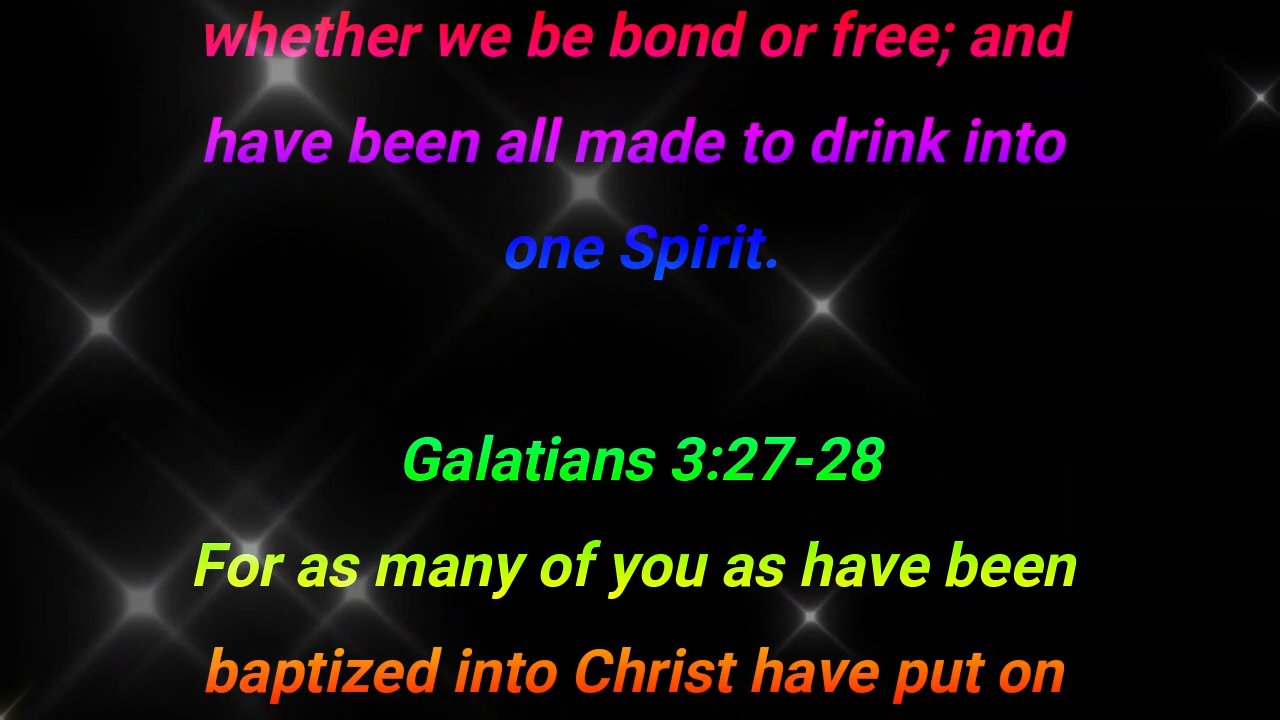 whether we be bond or free; and
have been all made to drink into
one Spirit.
Galatians 3:27-28
For as many of you as have been
baptized into Christ have put on